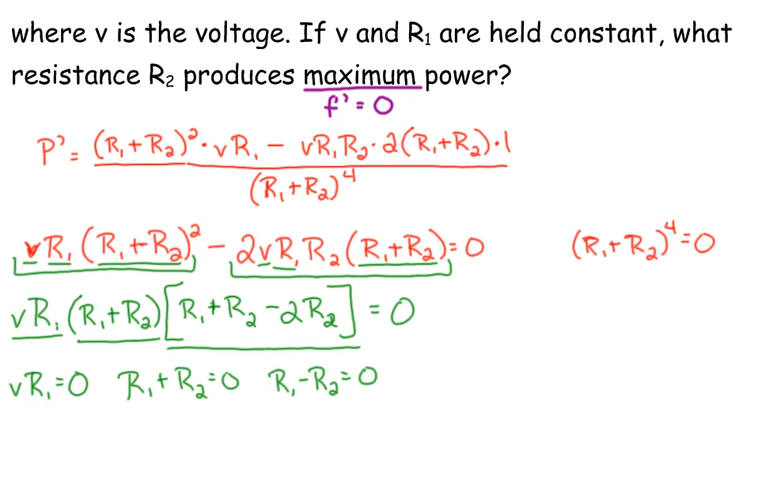 where v is the voltage. If v and R₁ are held constant, what
resistance R₂ produces maximum power?
f' = 0
P' = (R₁+R₂)²·vR₁ - vR₁R₂·2(R₁+R₂)·1
(R₁+R₂)⁴
vR₁(R₁+R₂)² - 2vR₁R₂(R₁+R₂)=0 (R₁+R₂)⁴=0
vR₁(R₁+R₂)[R₁+R₂-2R₂] = 0
vR₁=0 R₁+R₂=0 R₁-R₂=0